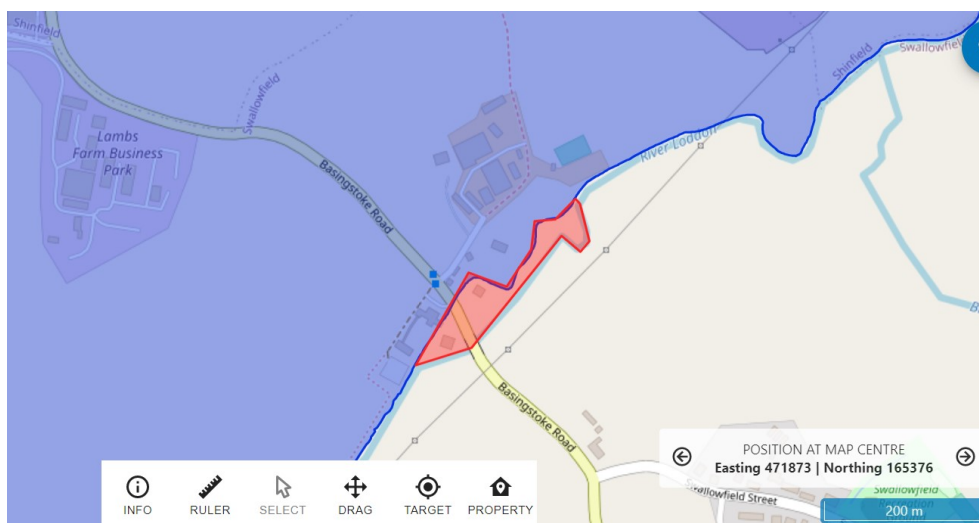 Shinfield
Swallowfield
Shinfield
Swallowfield
Lambs
Farm Business
Park
Basingstoke Road
River Loddon
Basingstoke Road
POSITION AT MAP CENTRE
Easting 471873 | Northing 165376
INFO
RULER
SELECT
DRAG
TARGET
PROPERTY
Swallowfield Street
Swallowfield
200 m